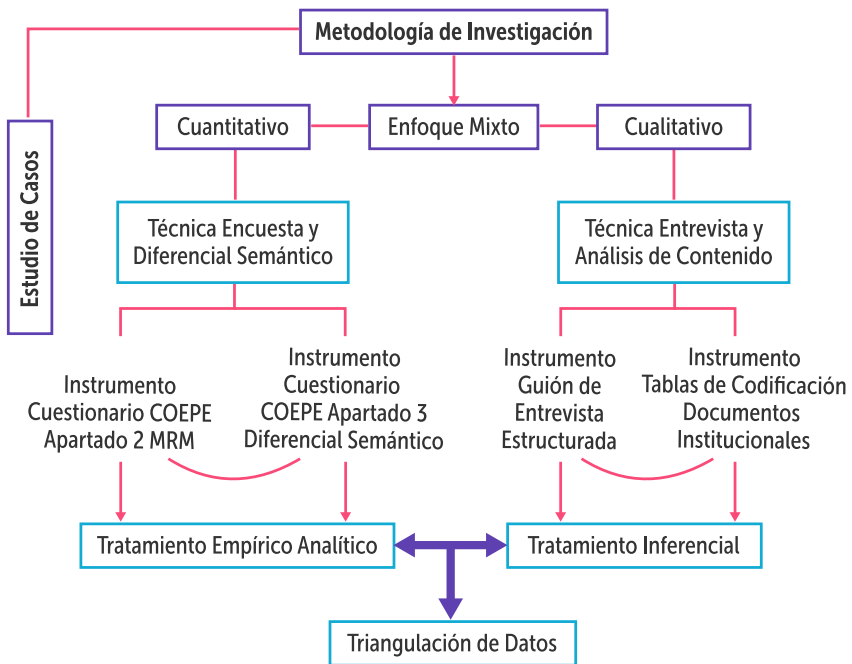 Metodología de Investigación
Estudio de Casos
Cuantitativo
Enfoque Mixto
Cualitativo
Técnica Encuesta y
Diferencial Semántico
Técnica Entrevista y
Análisis de Contenido
Instrumento
Cuestionario COEPE
Apartado 2 MRM
Instrumento
Cuestionario
COEPE Apartado 3
Diferencial Semántico
Instrumento
Guión de
Entrevista
Estructurada
Instrumento
Tablas de Codificación
Documentos
Institucionales
Tratamiento Empírico Analítico
Tratamiento Inferencial
Triangulación de Datos